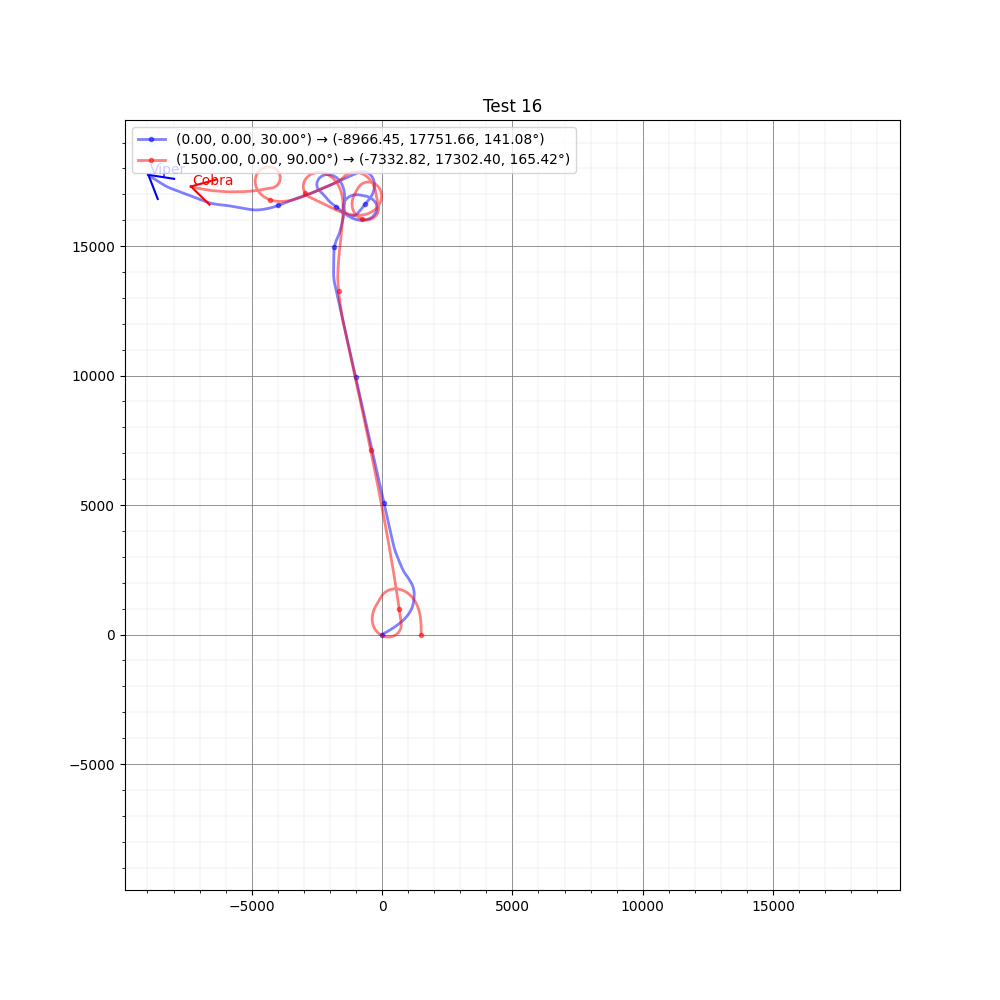 Test 16
(0.00, 0.00, 30.00°) → (-8966.45, 17751.66, 141.08°)
(1500.00, 0.00, 90.00°) → (-7332.82, 17302.40, 165.42°)
Viper
Cobra
15000
10000
5000
0
−5000
−5000
0
5000
10000
15000